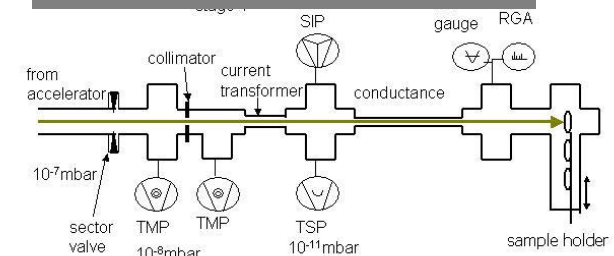 SIP
gauge
RGA
collimator
current
transformer
conductance
from
accelerator
10-7mbar
sector
valve
TMP
10-8mbar
TMP
TSP
10-11mbar
sample holder